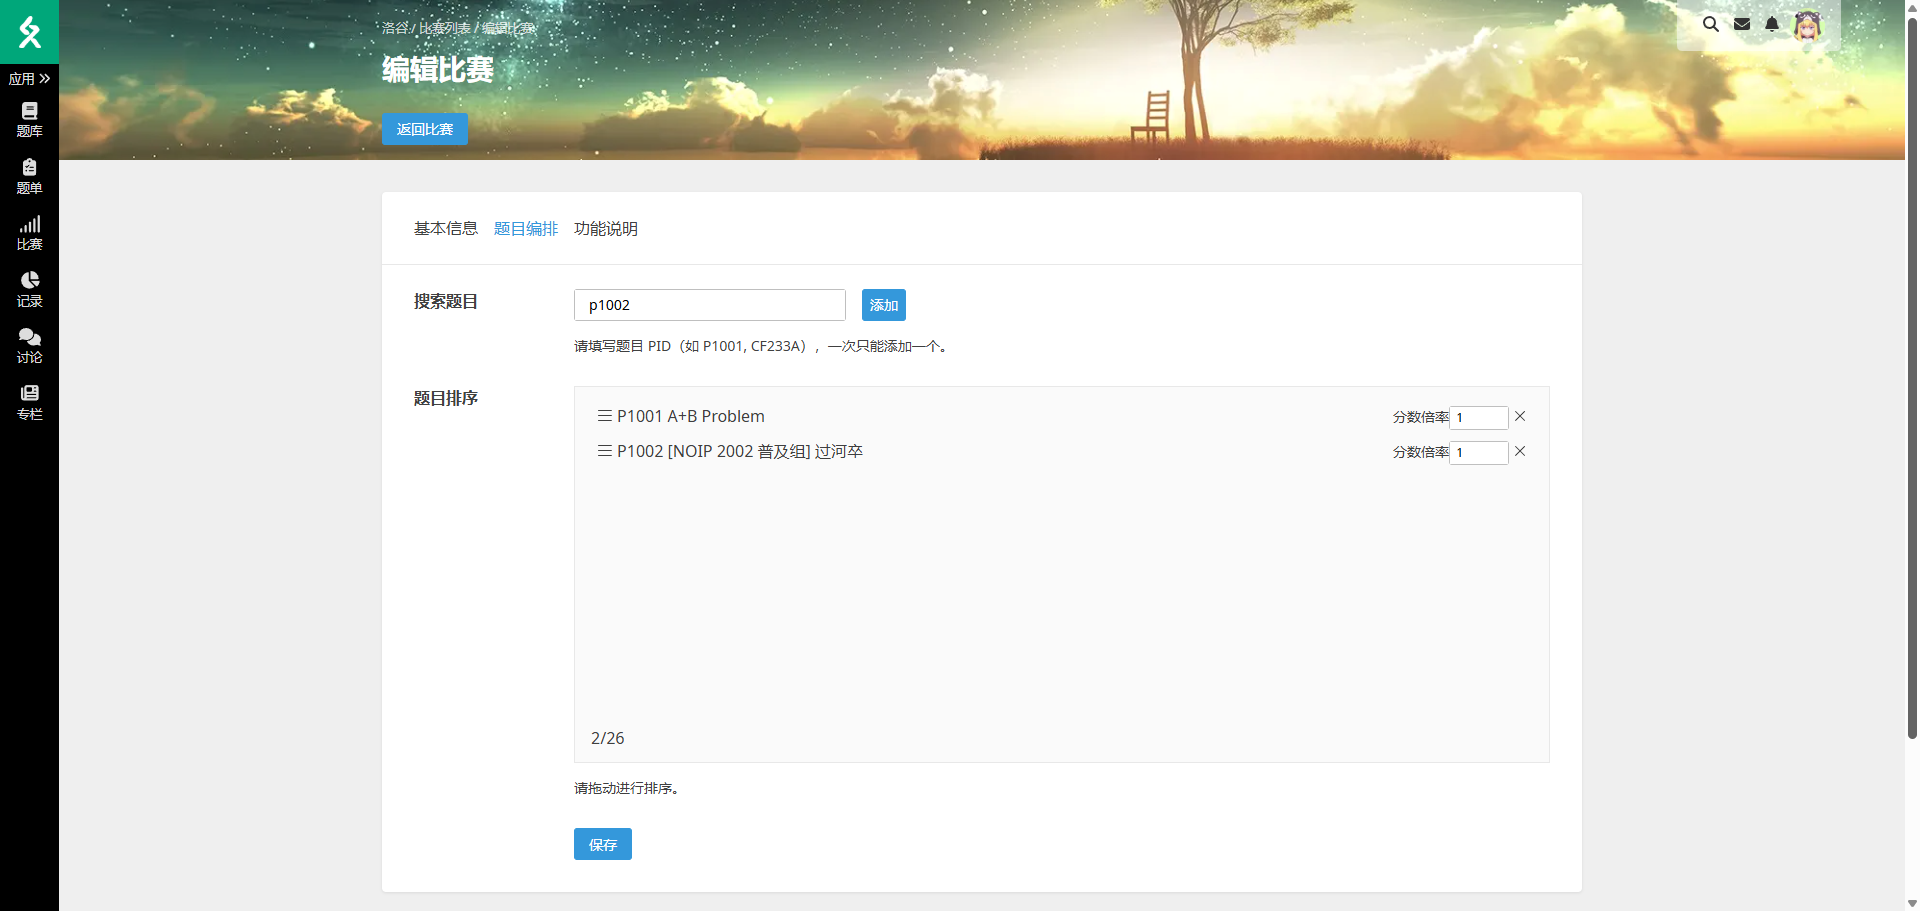 洛谷 / 比赛列表 / 编辑比赛
编辑比赛
返回比赛
应用
题库
题单
比赛
记录
讨论
专栏
基本信息 题目编排 功能说明
搜索题目 p1002 添加
请填写题目 PID（如 P1001, CF233A），一次只能添加一个。
题目排序
P1001 A+B Problem 分数倍率 1
P1002 [NOIP 2002 普及组] 过河卒 分数倍率 1
2/26
请拖动进行排序。
保存